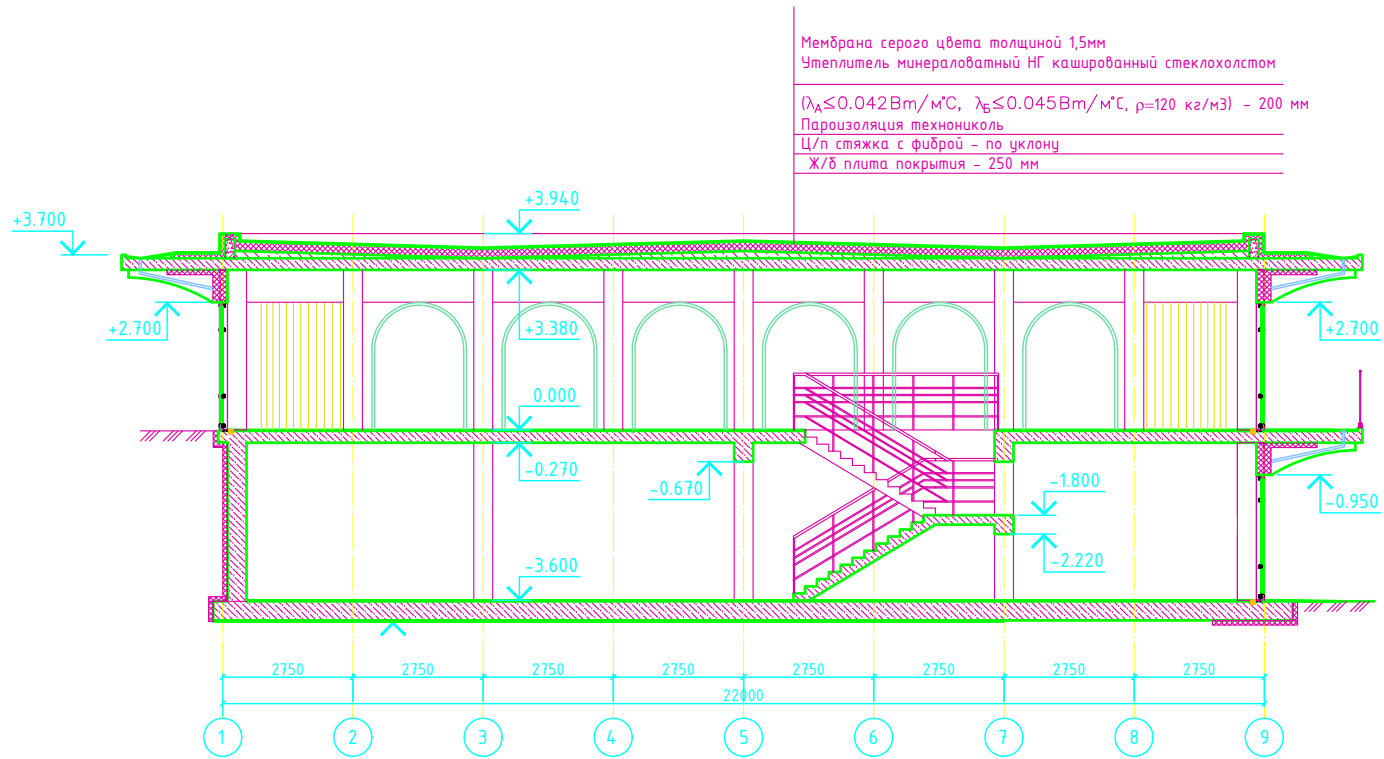 Мембрана серого цвета толщиной 1,5мм
Утеплитель минераловатный НГ кашированный стеклохолстом
(λА≤0.042Вт/м°С, λБ≤0.045Вт/м°С, ρ=120 кг/м3) - 200 мм
Пароизоляция технониколь
Ц/п стяжка с фиброй - по уклону
Ж/б плита покрытия - 250 мм
+3.940
+3.700
+2.700
+3.380
+2.700
0.000
-0.270
-0.670
-1.800
-0.950
-2.220
-3.600
2750 2750 2750 2750 2750 2750 2750 2750
22000
1 2 3 4 5 6 7 8 9